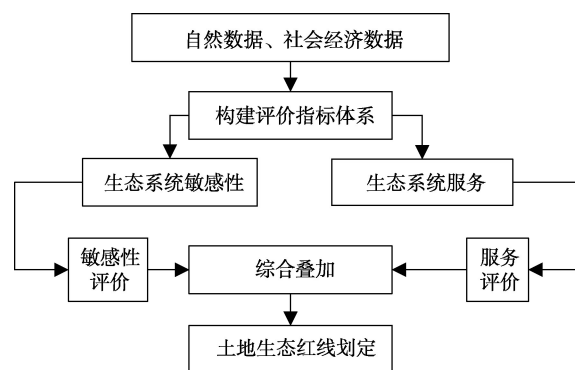 自然数据、社会经济数据
构建评价指标体系
生态系统敏感性
生态系统服务
敏感性
评价
综合叠加
服务
评价
土地生态红线划定